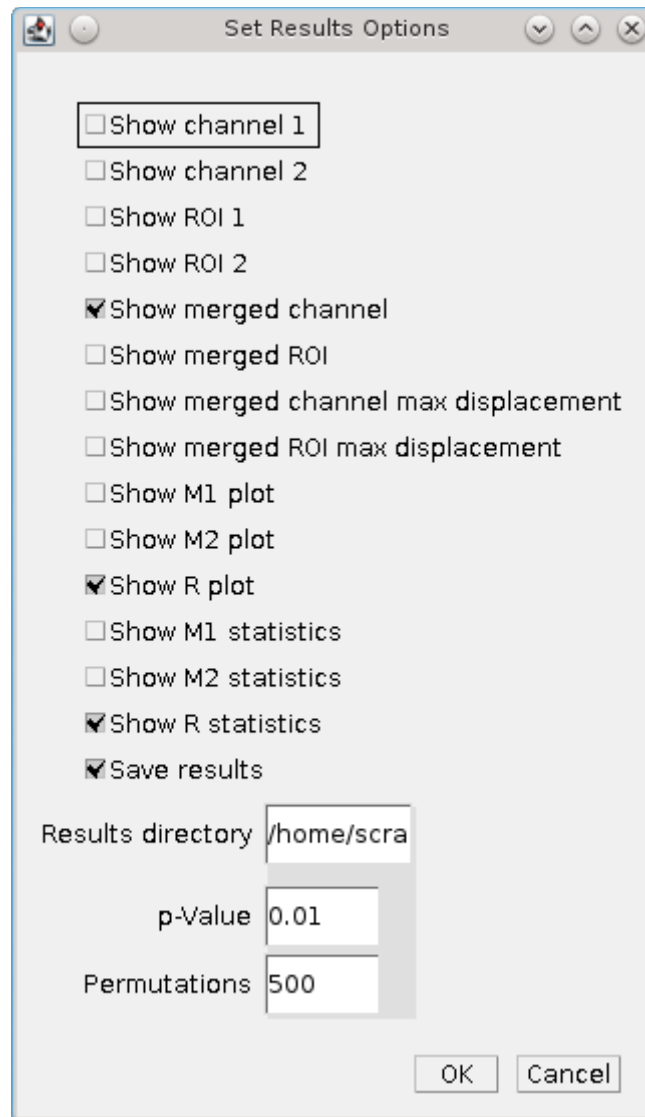 Set Results Options
Show channel 1
Show channel 2
Show ROI 1
Show ROI 2
Show merged channel
Show merged ROI
Show merged channel max displacement
Show merged ROI max displacement
Show M1 plot
Show M2 plot
Show R plot
Show M1 statistics
Show M2 statistics
Show R statistics
Save results
Results directory /home/scra
p-Value 0.01
Permutations 500
OK Cancel